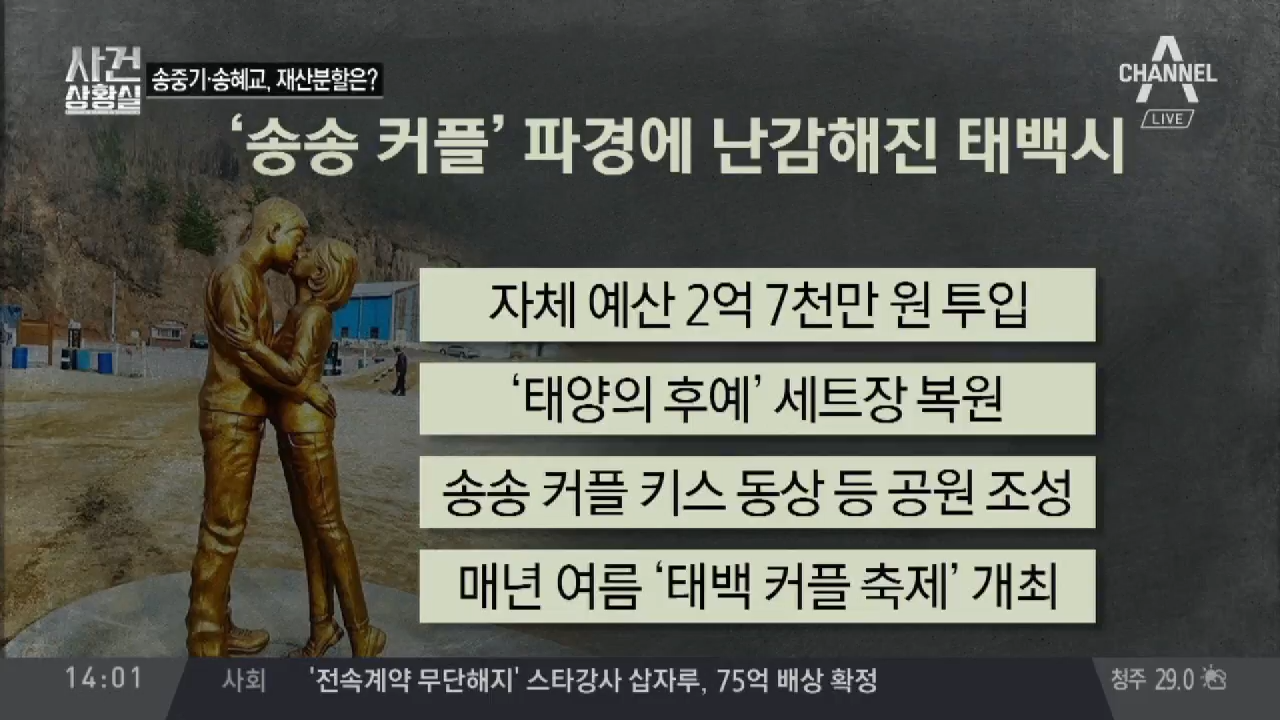 사건
상황실
송중기·송혜교, 재산분할은?
CHANNEL A
LIVE
‘송송 커플’ 파경에 난감해진 태백시
자체 예산 2억 7천만 원 투입
‘태양의 후예’ 세트장 복원
송송 커플 키스 동상 등 공원 조성
매년 여름 ‘태백 커플 축제’ 개최
14:01 사회 '전속계약 무단해지' 스타강사 삽자루, 75억 배상 확정 청주 29.0